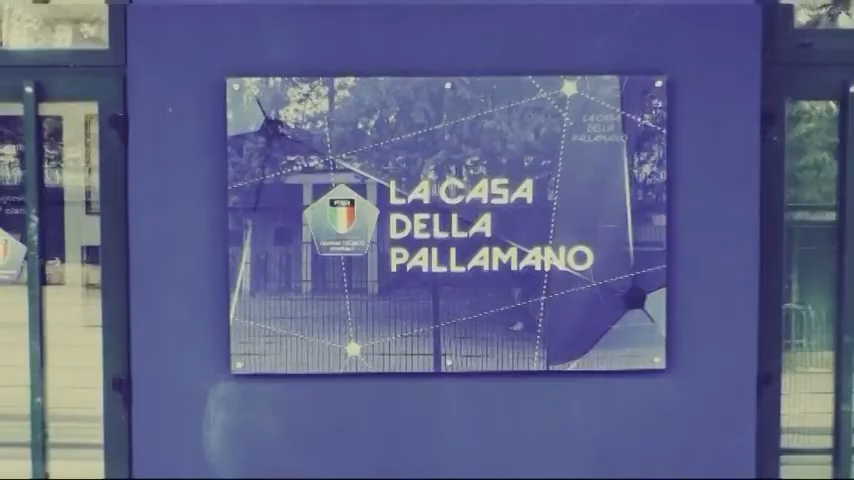 LA CASA
DELLA
PALLAMANO
LA CASA
DELLA
PALLAMANO
FIGH